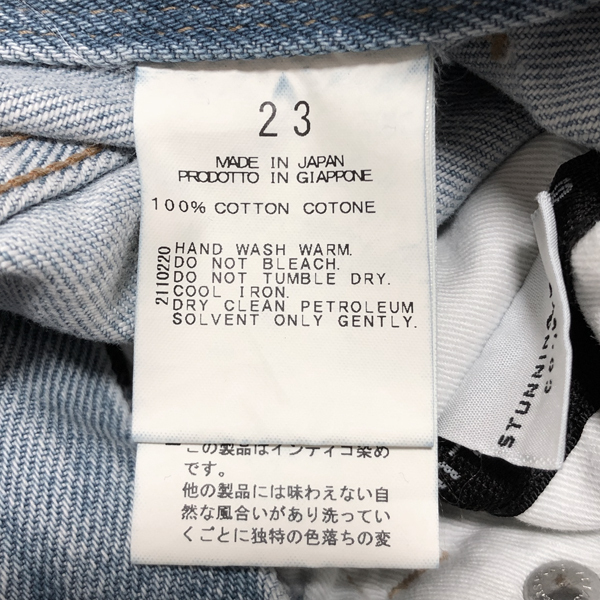 23
MADE IN JAPAN
PRODOTTO IN GIAPPONE
100% COTTON COTONE
2110220
HAND WASH WARM.
DO NOT BLEACH.
DO NOT TUMBLE DRY.
COOL IRON.
DRY CLEAN PETROLEUM
SOLVENT ONLY GENTLY.
この製品はインディゴ染め
です。
他の製品には味わえない自
然な風合いがあり洗ってい
くごとに独特の色落ちの変
STUNNING